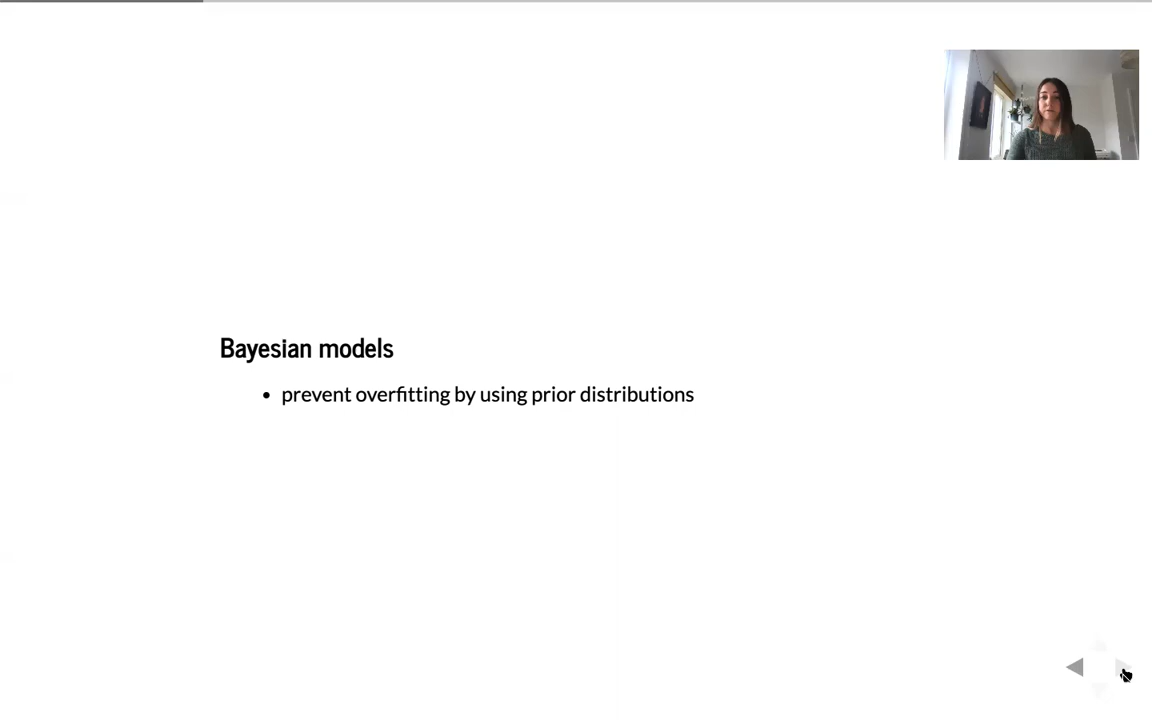 Bayesian models
• prevent overfitting by using prior distributions